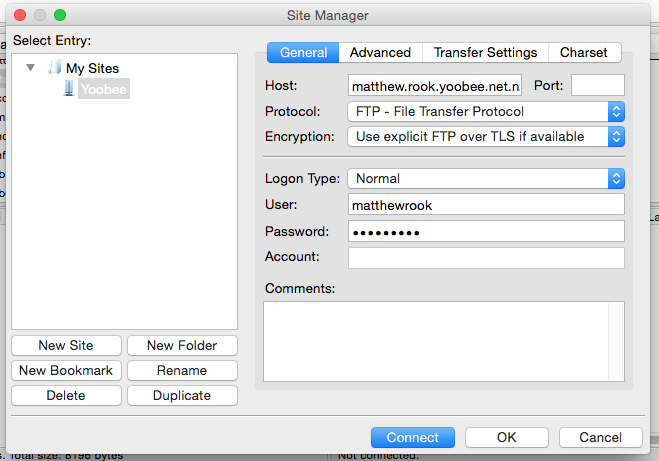 Site Manager
Select Entry:
My Sites
Yoobee
New Site
New Folder
New Bookmark
Rename
Delete
Duplicate
General
Advanced
Transfer Settings
Charset
Host:
matthew.rook.yoobee.net.n
Port:
Protocol:
FTP - File Transfer Protocol
Encryption:
Use explicit FTP over TLS if available
Logon Type:
Normal
User:
matthewrook
Password:
•••••••••
Account:
Comments:
Connect
OK
Cancel
s. Total size: 8196 bytes
Not connected.